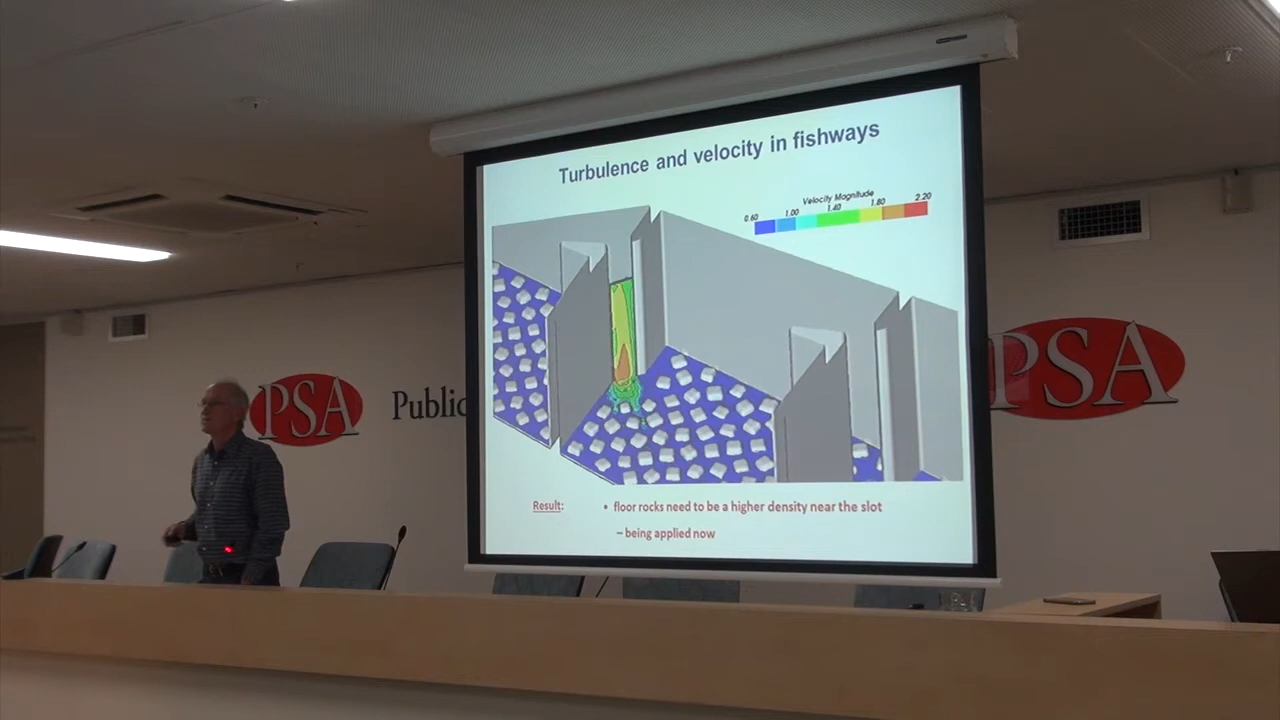 Turbulence and velocity in fishways
Velocity Magnitude
0.60 1.00 1.40 1.80 2.20
Result: • floor rocks need to be a higher density near the slot
– being applied now
PSA Public
PSA